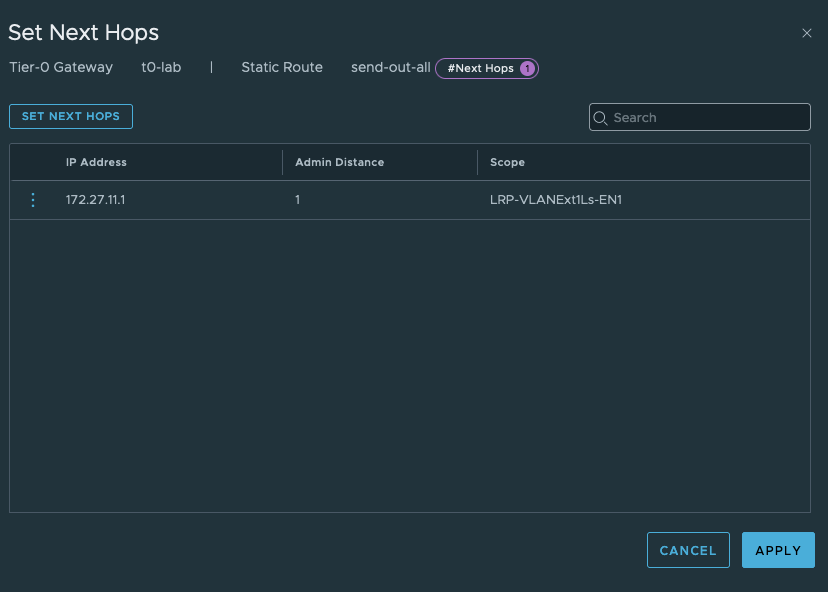 Set Next Hops
Tier-0 Gateway t0-lab | Static Route send-out-all #Next Hops 1
SET NEXT HOPS
Search
IP Address Admin Distance Scope
172.27.11.1 1 LRP-VLANExt1Ls-EN1
CANCEL APPLY